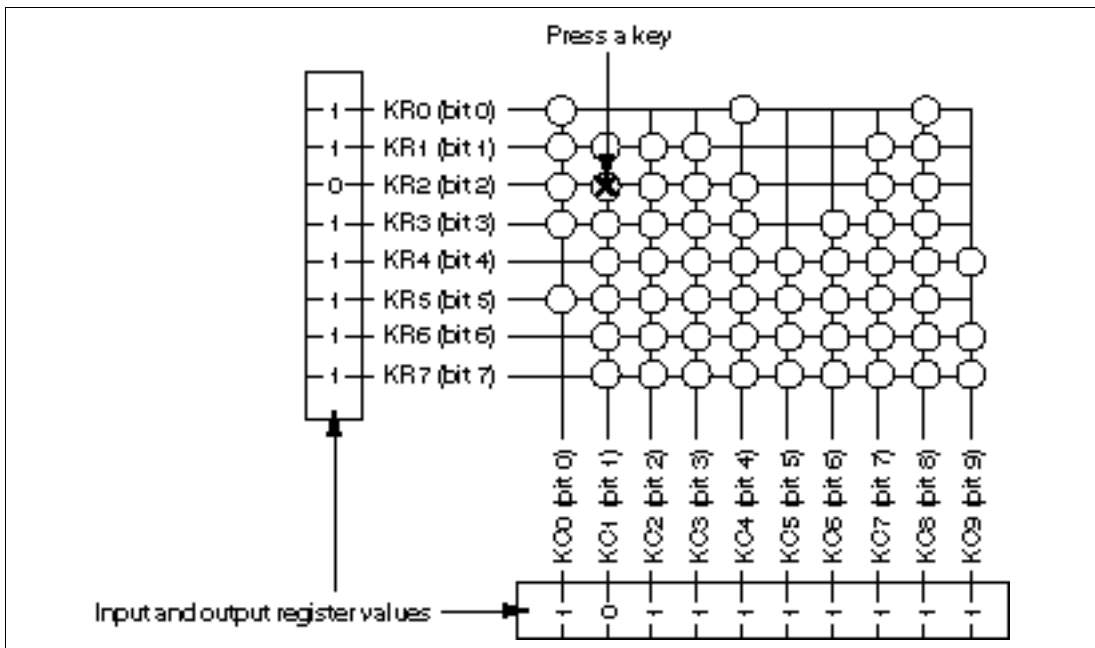 Press a key
1 KR0 (bit 0)
1 KR1 (bit 1)
0 KR2 (bit 2)
1 KR3 (bit 3)
1 KR4 (bit 4)
1 KR5 (bit 5)
1 KR6 (bit 6)
1 KR7 (bit 7)
KC0 (bit 0)
KC1 (bit 1)
KC2 (bit 2)
KC3 (bit 3)
KC4 (bit 4)
KC5 (bit 5)
KC6 (bit 6)
KC7 (bit 7)
KC8 (bit 8)
KC9 (bit 9)
Input and output register values
1 0 1 1 1 1 1 1 1 1